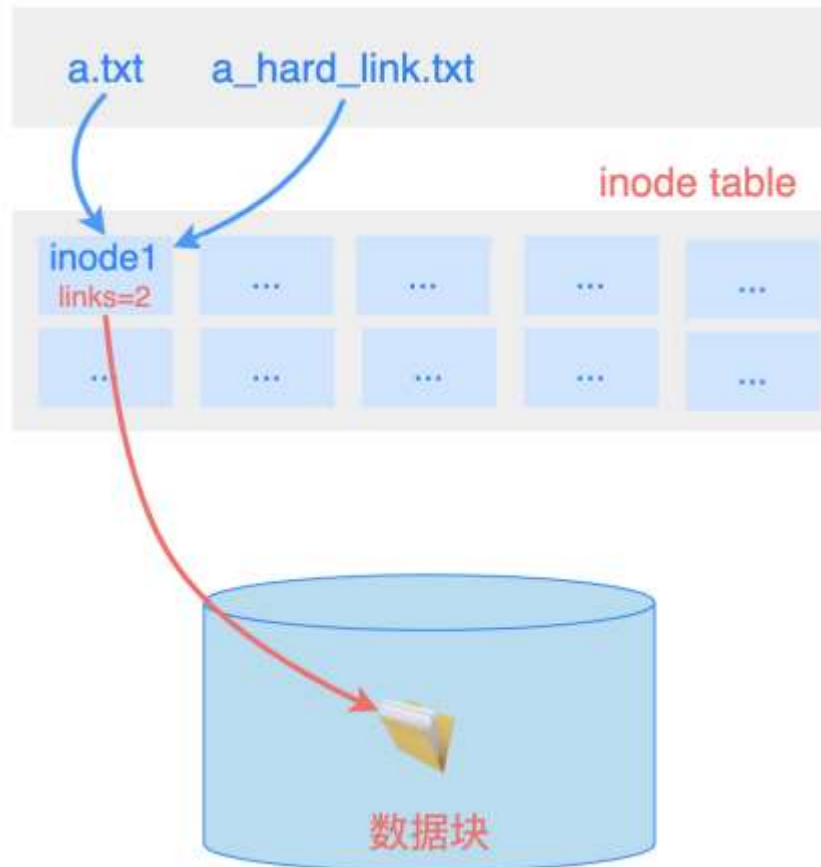 a.txt a_hard_link.txt
inode table
inode1
links=2
... ... ... ...
... ... ... ... ...
数据块